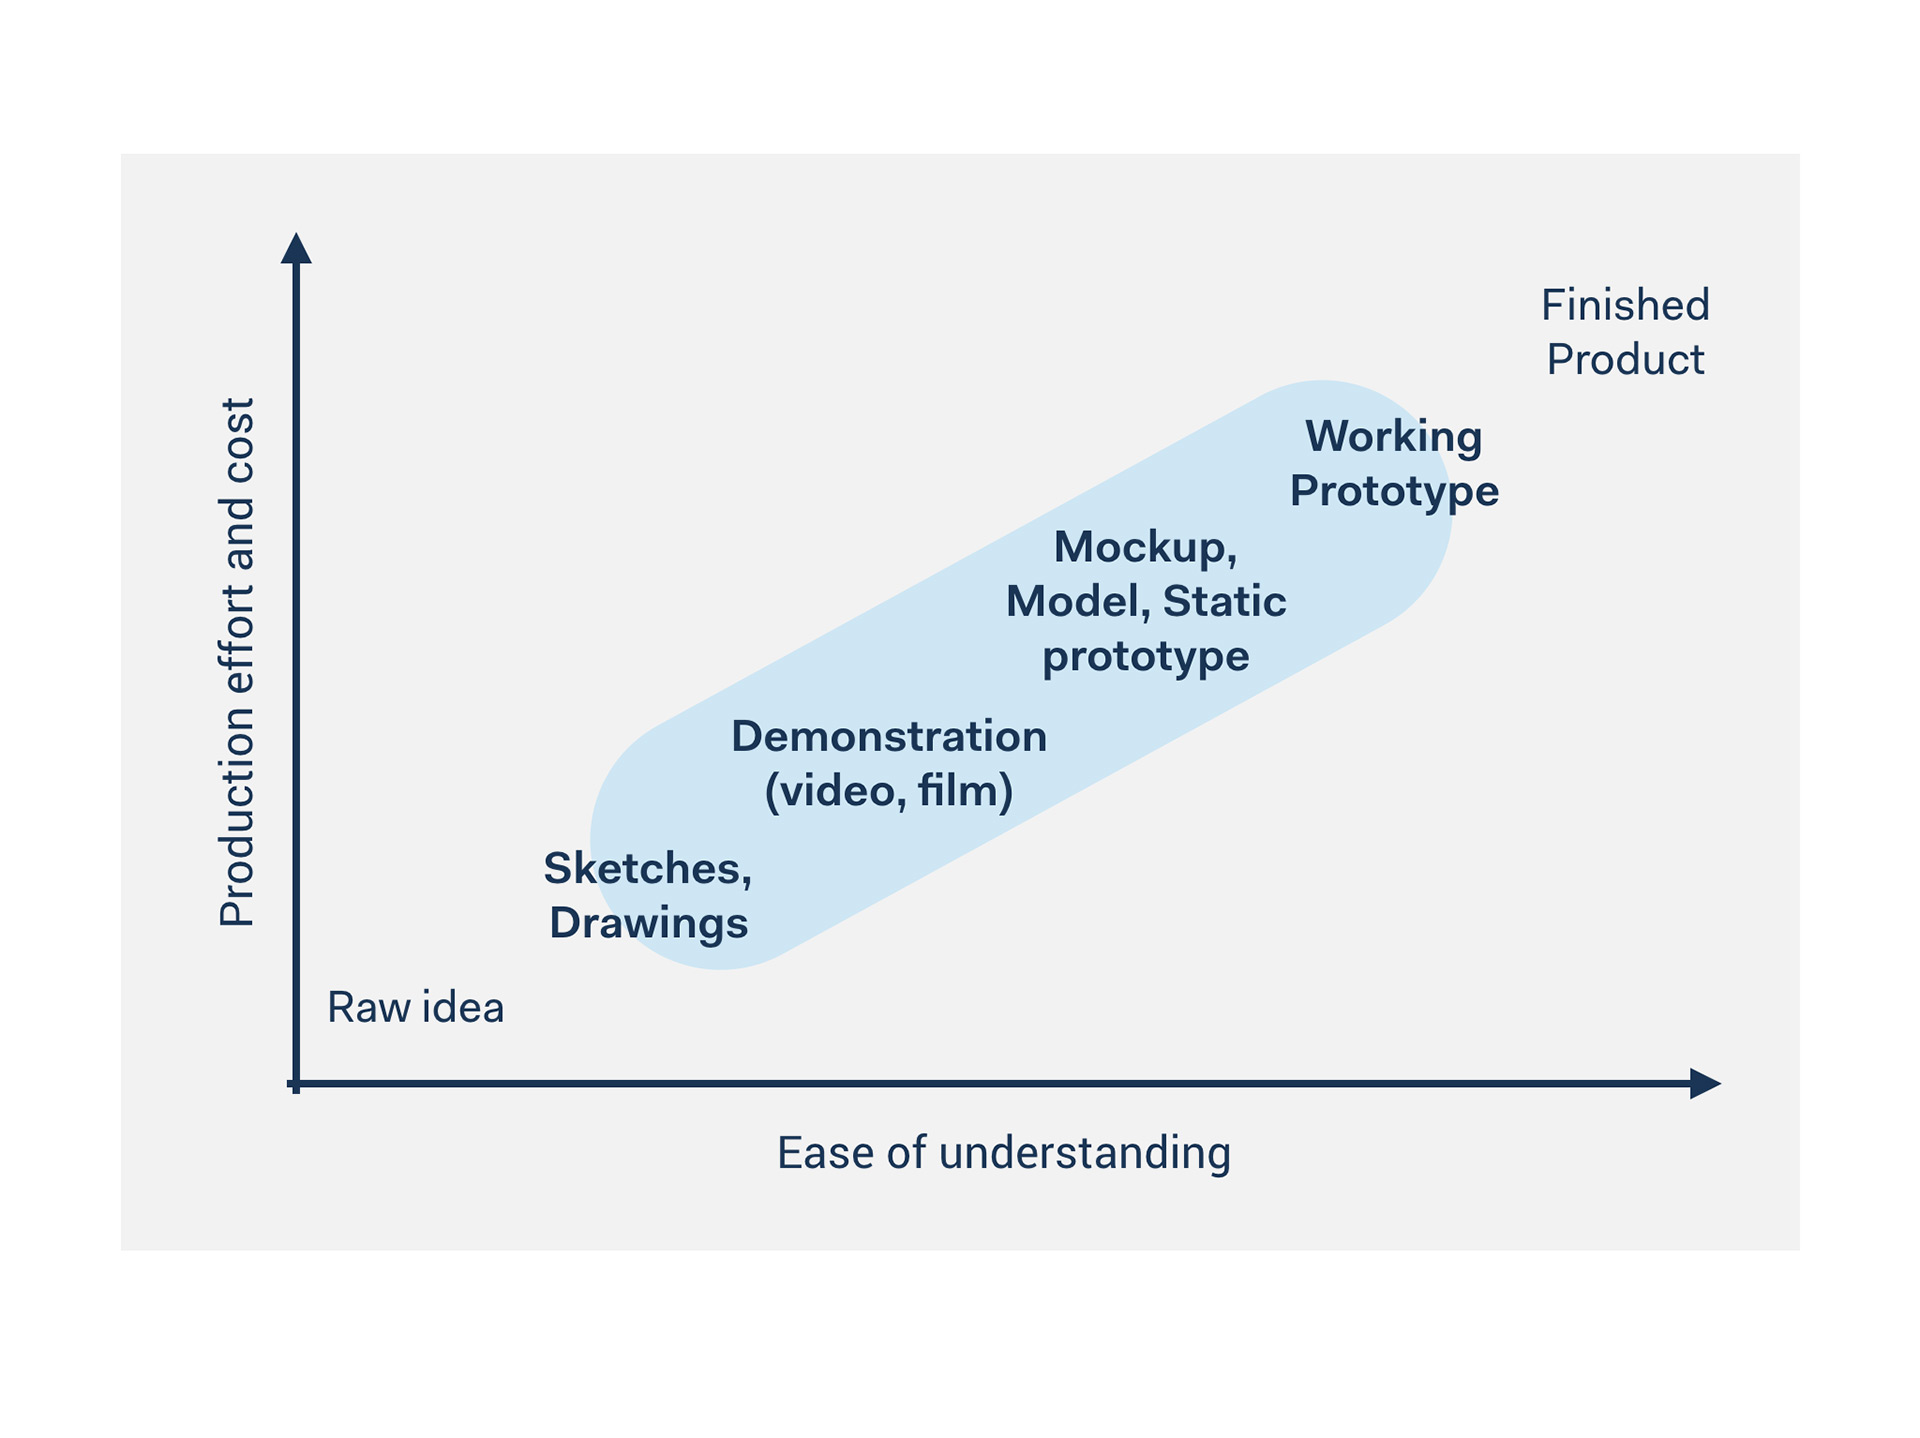 Finished
Product
Working
Prototype
Mockup,
Model, Static
prototype
Demonstration
(video, film)
Sketches,
Drawings
Raw idea
Production effort and cost
Ease of understanding